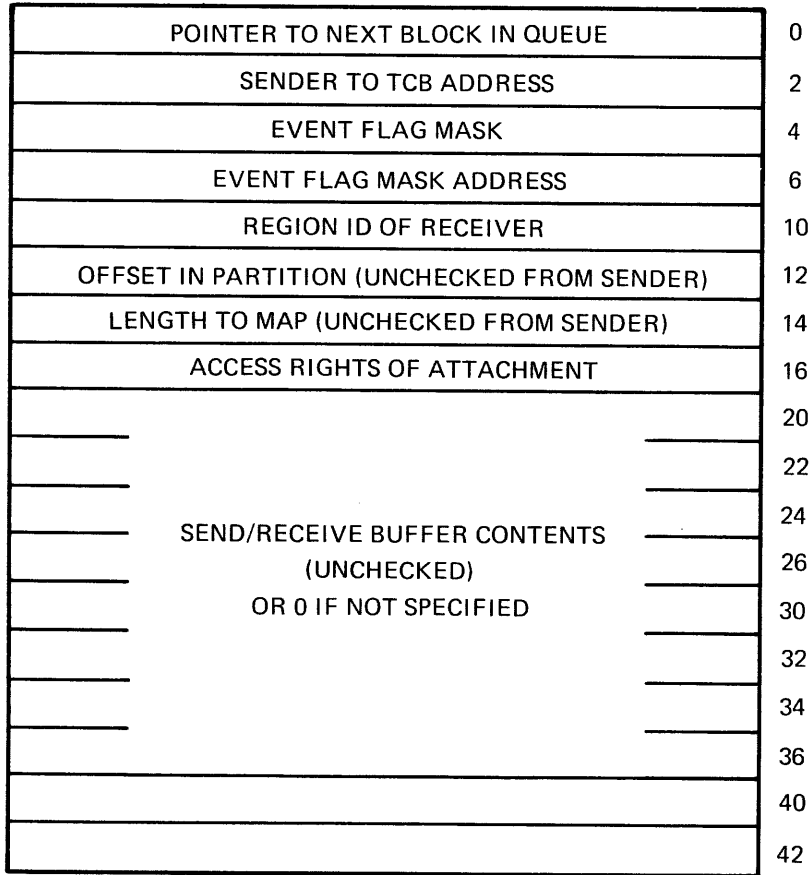 POINTER TO NEXT BLOCK IN QUEUE 0
SENDER TO TCB ADDRESS 2
EVENT FLAG MASK 4
EVENT FLAG MASK ADDRESS 6
REGION ID OF RECEIVER 10
OFFSET IN PARTITION (UNCHECKED FROM SENDER) 12
LENGTH TO MAP (UNCHECKED FROM SENDER) 14
ACCESS RIGHTS OF ATTACHMENT 16
20
22
24
SEND/RECEIVE BUFFER CONTENTS
26
(UNCHECKED)
OR 0 IF NOT SPECIFIED 30
32
34
36
40
42